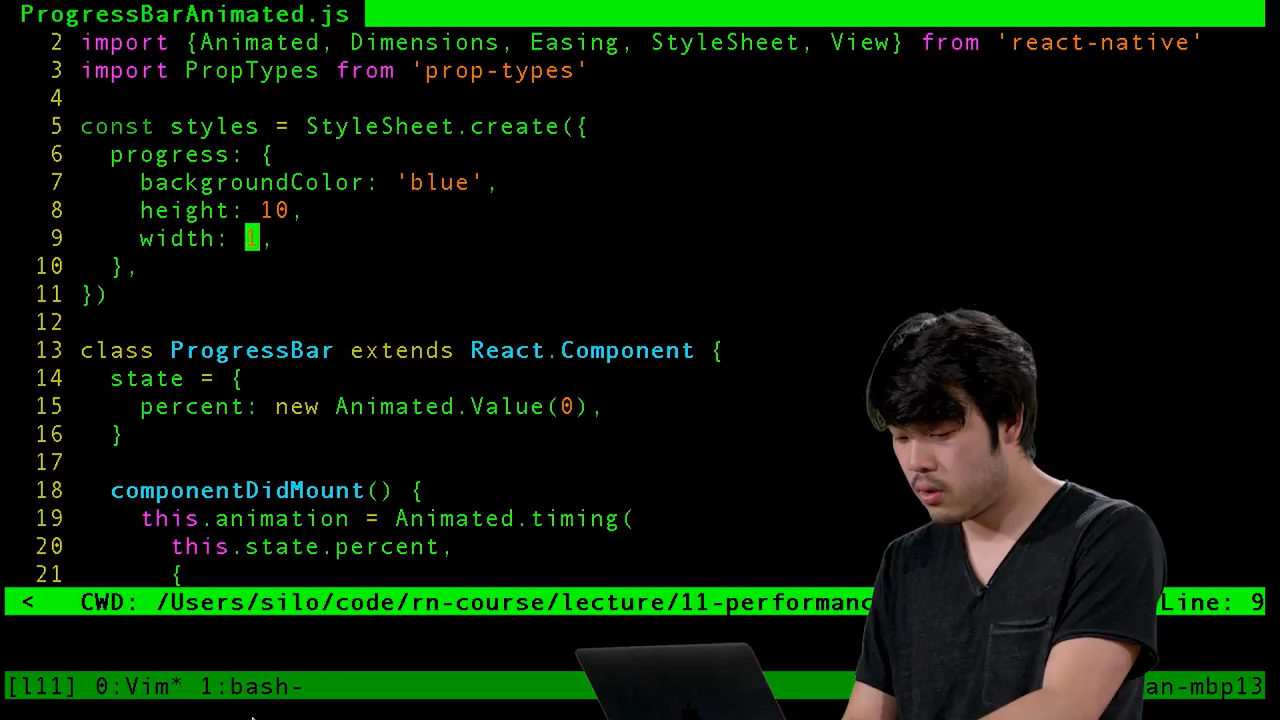 ProgressBarAnimated.js
2 import {Animated, Dimensions, Easing, StyleSheet, View} from 'react-native'
3 import PropTypes from 'prop-types'
4
5 const styles = StyleSheet.create({
6 progress: {
7 backgroundColor: 'blue',
8 height: 10,
9 width: 1,
10 },
11 })
12
13 class ProgressBar extends React.Component {
14 state = {
15 percent: new Animated.Value(0),
16 }
17
18 componentDidMount() {
19 this.animation = Animated.timing(
20 this.state.percent,
21 {
< CWD: /Users/silo/code/rn-course/lecture/11-performanc Line: 9
[l11] 0:Vim* 1:bash- an-mbp13